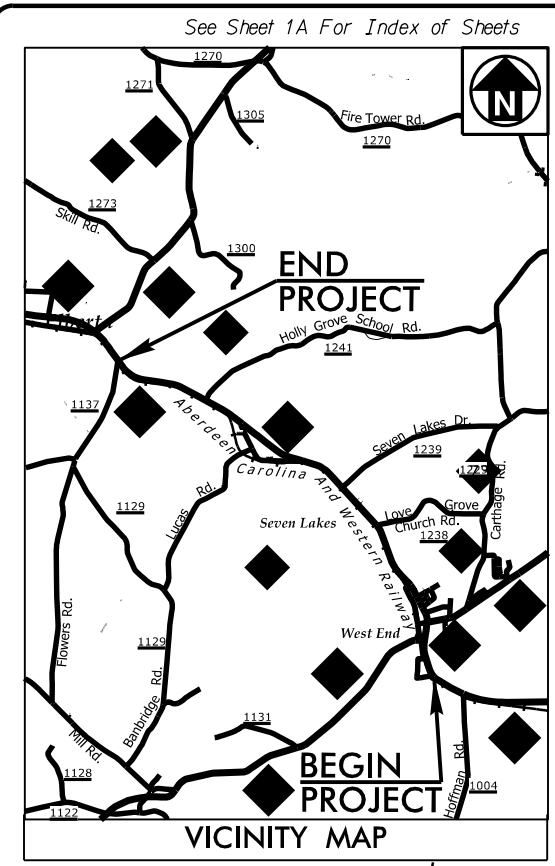 See Sheet 1A For Index of Sheets
1270
1271
N
1305
Fire Tower Rd.
1270
1273
Skill Rd.
1300
END
PROJECT
Holly Grove School Rd.
1241
1137
Aberdeen
Carolina And Western Railway
Seven Lakes Dr.
1239
Carthage Rd.
Lucas Rd.
1129
Seven Lakes
Love Grove
Church Rd.
1238
Flowers Rd.
West End
1129
Banbridge Rd.
Mill Rd.
1131
1128
1122
BEGIN
PROJECT
Hoffman Rd.
1004
VICINITY MAP